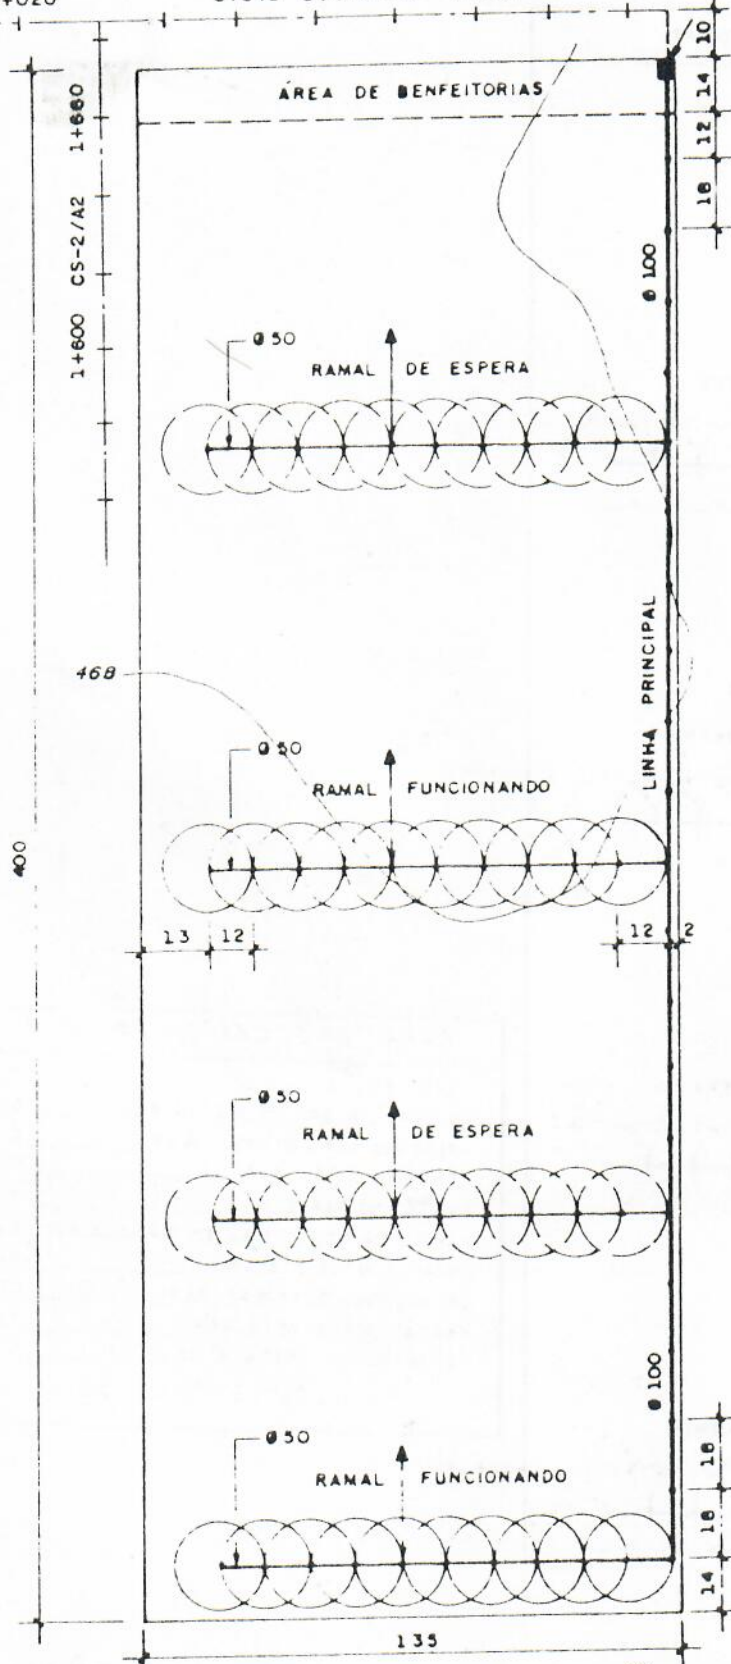 ÁREA DE BENFEITORIAS
10
14
12
18
1+660
CS-2/A2
1+600
Ø 100
Ø 50
RAMAL DE ESPERA
468
LINHA PRINCIPAL
Ø 50
RAMAL FUNCIONANDO
400
13
12
12
2
Ø 50
RAMAL DE ESPERA
Ø 100
Ø 50
RAMAL FUNCIONANDO
18
18
14
135